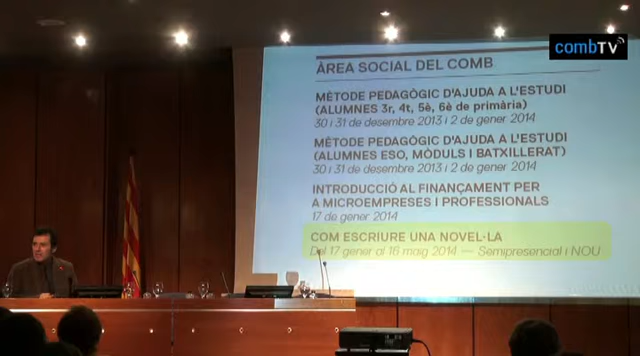 combTV
ÀREA SOCIAL DEL COMB
MÈTODE PEDAGÒGIC D'AJUDA A L'ESTUDI
(ALUMNES 3r, 4t, 5è, 6è de primària)
30 i 31 de desembre 2013 i 2 de gener 2014
MÈTODE PEDAGÒGIC D'AJUDA A L'ESTUDI
(ALUMNES ESO, MÒDULS I BATXILLERAT)
30 i 31 de desembre 2013 i 2 de gener 2014
INTRODUCCIÓ AL FINANÇAMENT PER
A MICROEMPRESES I PROFESSIONALS
17 de gener 2014
COM ESCRIURE UNA NOVEL·LA
Del 17 gener al 16 maig 2014 — Semipresencial i NOU